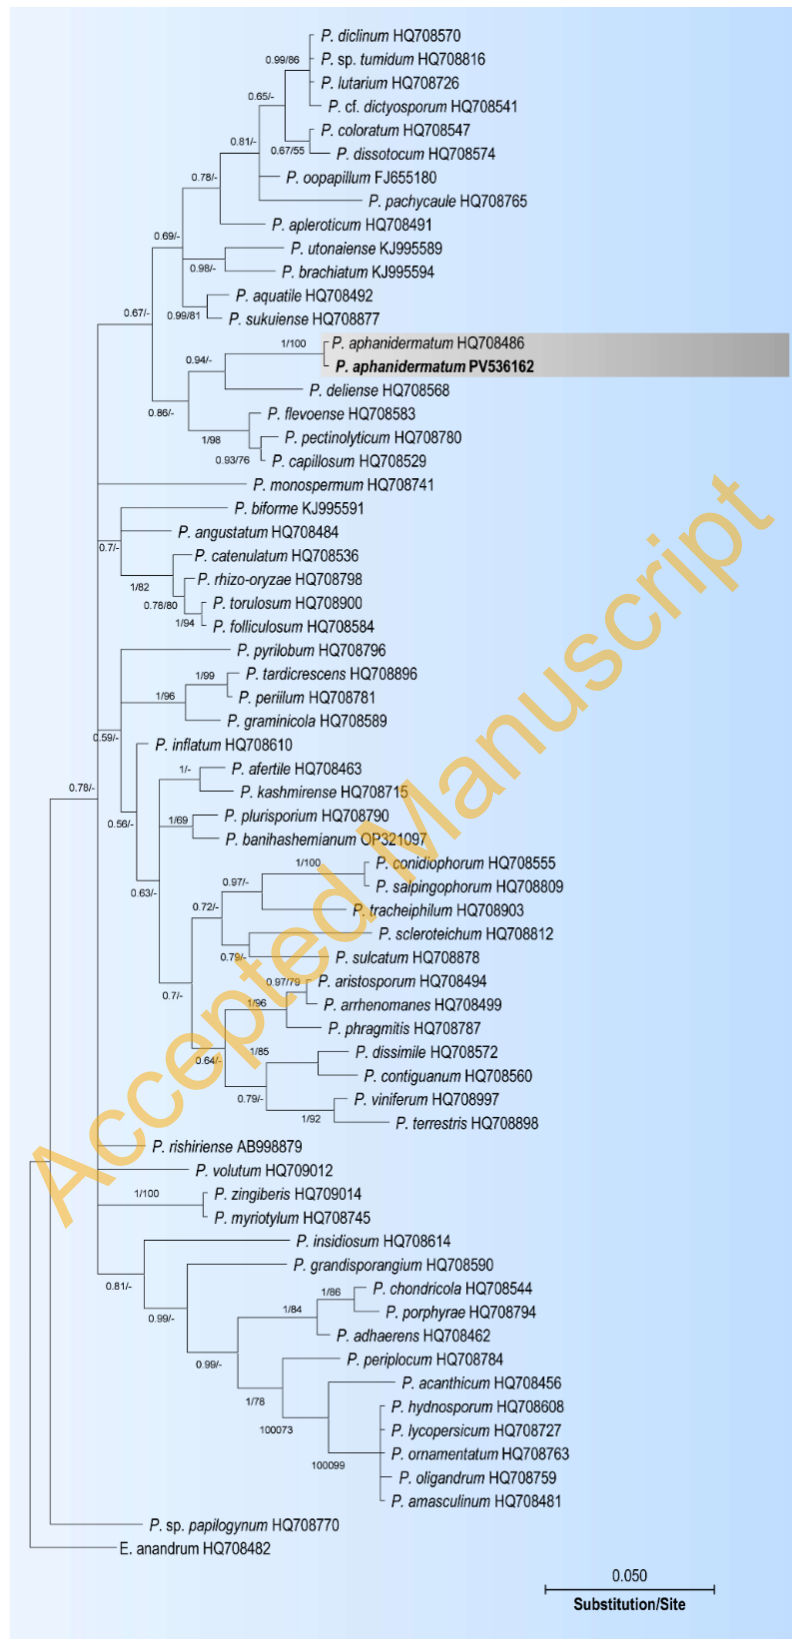 P. diclinum HQ708570
0.99/86
P. sp. tumidum HQ708816
P. lutarium HQ708726
0.65/-
P. cf. dictyosporum HQ708541
P. coloratum HQ708547
0.81/-
0.67/55
P. dissotocum HQ708574
0.78/-
P. oopapillum FJ655180
P. pachycaule HQ708765
P. apleroticum HQ708491
0.69/-
P. utonaiense KJ995589
0.98/-
P. brachiatum KJ995594
P. aquatile HQ708492
0.67/-
0.99/81
P. sukuiense HQ708877
1/100
P. aphanidermatum HQ708486
0.94/-
P. aphanidermatum PV536162
P. deliense HQ708568
0.86/-
P. flevoense HQ708583
1/98
P. pectinolyticum HQ708780
0.93/76
P. capillosum HQ708529
P. monospermum HQ708741
P. biforme KJ995591
P. angustatum HQ708484
0.7/-
P. catenulatum HQ708536
1/82
P. rhizo-oryzae HQ708798
0.78/80
P. torulosum HQ708900
1/94
P. folliculosum HQ708584
P. pyrilobum HQ708796
1/99
P. tardicrescens HQ708896
1/96
P. periilum HQ708781
P. graminicola HQ708589
0.59/-
P. inflatum HQ708610
1/-
P. afertile HQ708463
0.78/-
P. kashmirense HQ708715
0.56/-
1/69
P. plurisporium HQ708790
P. banihashemianum OP321097
1/100
P. conidiophorum HQ708555
0.97/-
P. salpingophorum HQ708809
0.63/-
0.72/-
P. tracheiphilum HQ708903
P. scleroteichum HQ708812
0.79/-
P. sulcatum HQ708878
0.97/79
P. aristosporum HQ708494
0.7/-
1/96
P. arrhenomanes HQ708499
P. phragmitis HQ708787
1/85
P. dissimile HQ708572
0.64/-
P. contiguanum HQ708560
0.79/-
P. viniferum HQ708997
1/92
P. terrestris HQ708898
P. rishiriense AB998879
P. volutum HQ709012
1/100
P. zingiberis HQ709014
P. myriotylum HQ708745
P. insidiosum HQ708614
P. grandisporangium HQ708590
0.81/-
1/86
P. chondricola HQ708544
1/84
P. porphyrae HQ708794
0.99/-
P. adhaerens HQ708462
P. periplocum HQ708784
0.99/-
P. acanthicum HQ708456
1/78
P. hydnosporum HQ708608
100073
P. lycopersicum HQ708727
P. ornamentatum HQ708763
100099
P. oligandrum HQ708759
P. amasculinum HQ708481
P. sp. papilogynum HQ708770
E. anandrum HQ708482
0.050
Substitution/Site
Accepted Manuscript